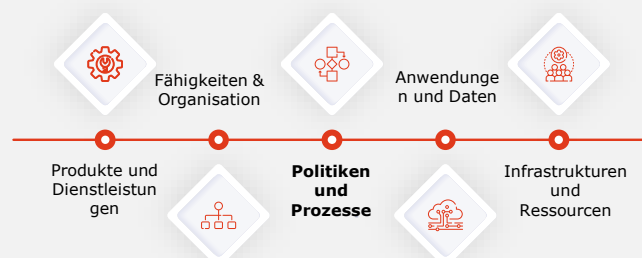 Produkte und
Dienstleistun
gen
Fähigkeiten &
Organisation
Politiken
und
Prozesse
Anwendunge
n und Daten
Infrastrukturen
und
Ressourcen